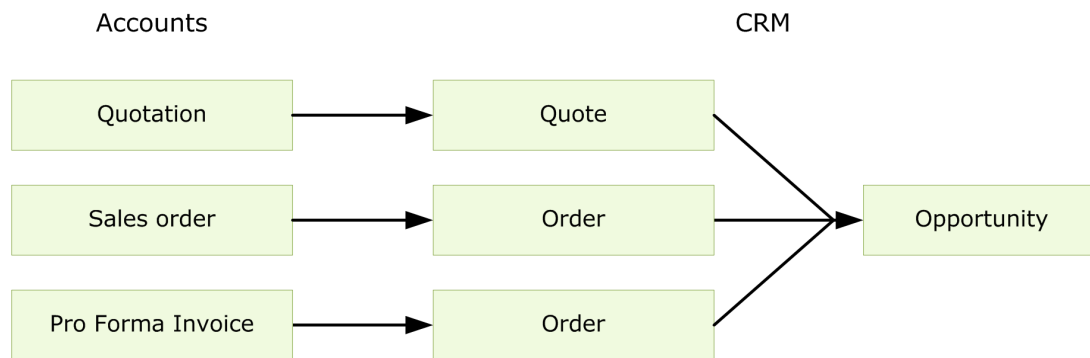 Accounts
CRM
Quotation
Quote
Sales order
Order
Opportunity
Pro Forma Invoice
Order